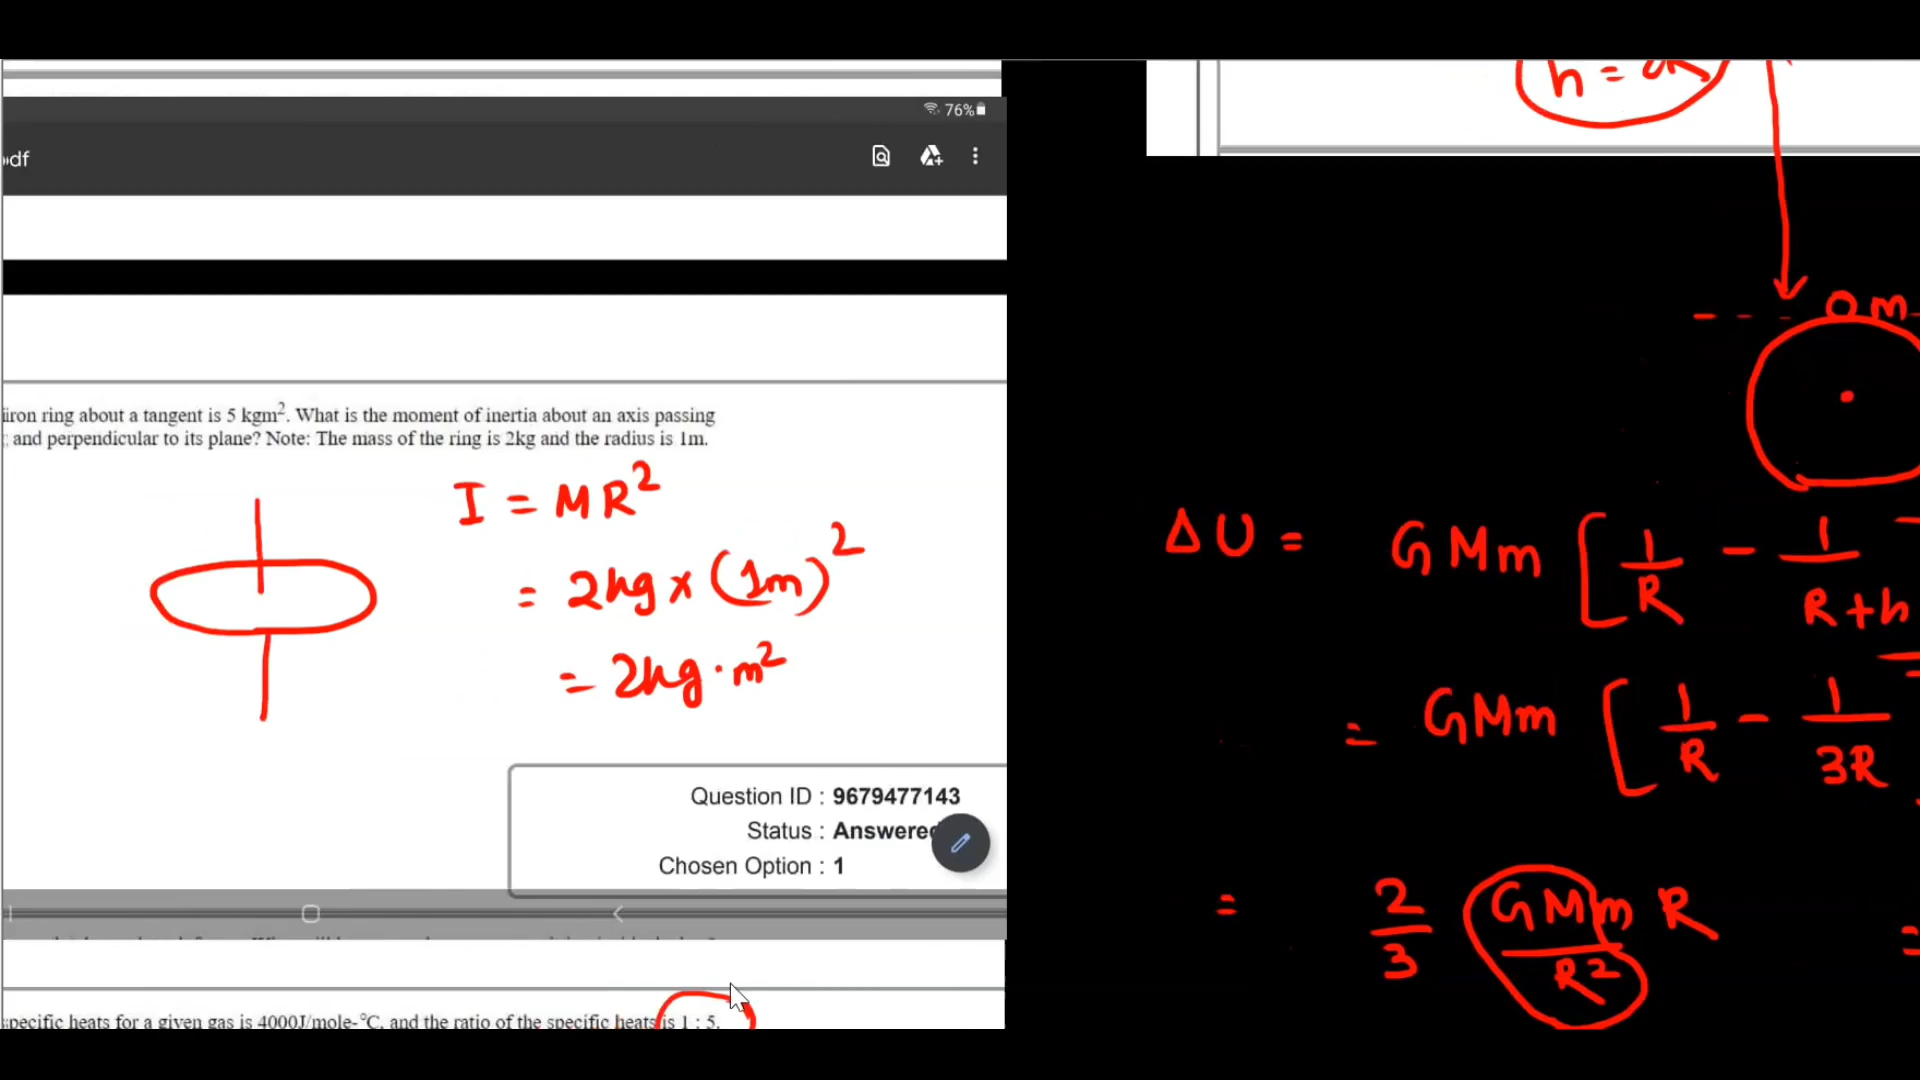 76%
df
iron ring about a tangent is 5 kgm². What is the moment of inertia about an axis passing
and perpendicular to its plane? Note: The mass of the ring is 2kg and the radius is 1m.
I = MR²
= 2kg × (1m)²
= 2kg·m²
Question ID : 9679477143
Status : Answered
Chosen Option : 1
pecific heats for a given gas is 4000J/mole-°C, and the ratio of the specific heats is 1 : 5.
h =
m
ΔU = GMm [1/R - 1/R+h
= GMm [1/R - 1/3R
= 2/3 GMm/R² R =